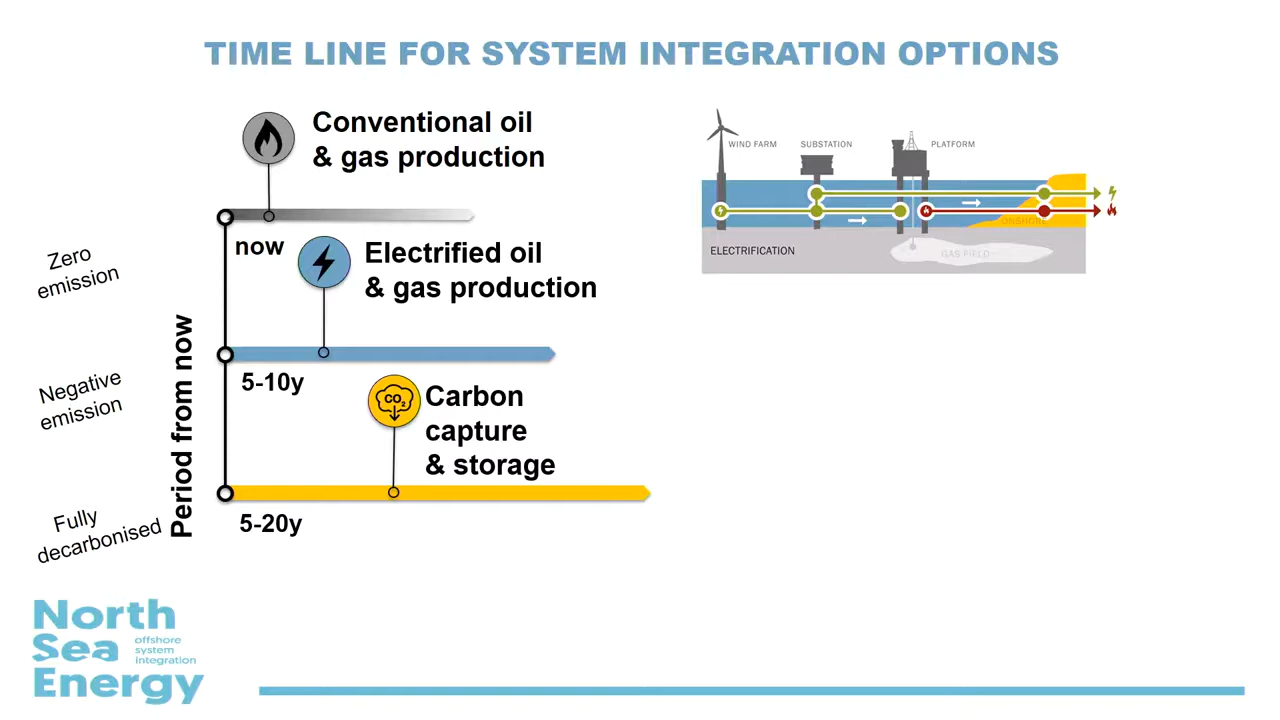 TIME LINE FOR SYSTEM INTEGRATION OPTIONS
Conventional oil
& gas production
now
Electrified oil
& gas production
5-10y
CO2
Carbon
capture
& storage
5-20y
Period from now
Zero
emission
Negative
emission
Fully
decarbonised
WIND FARM
SUBSTATION
PLATFORM
ONSHORE
ELECTRIFICATION
GAS FIELD
North
Sea
Energy
offshore
system
integration